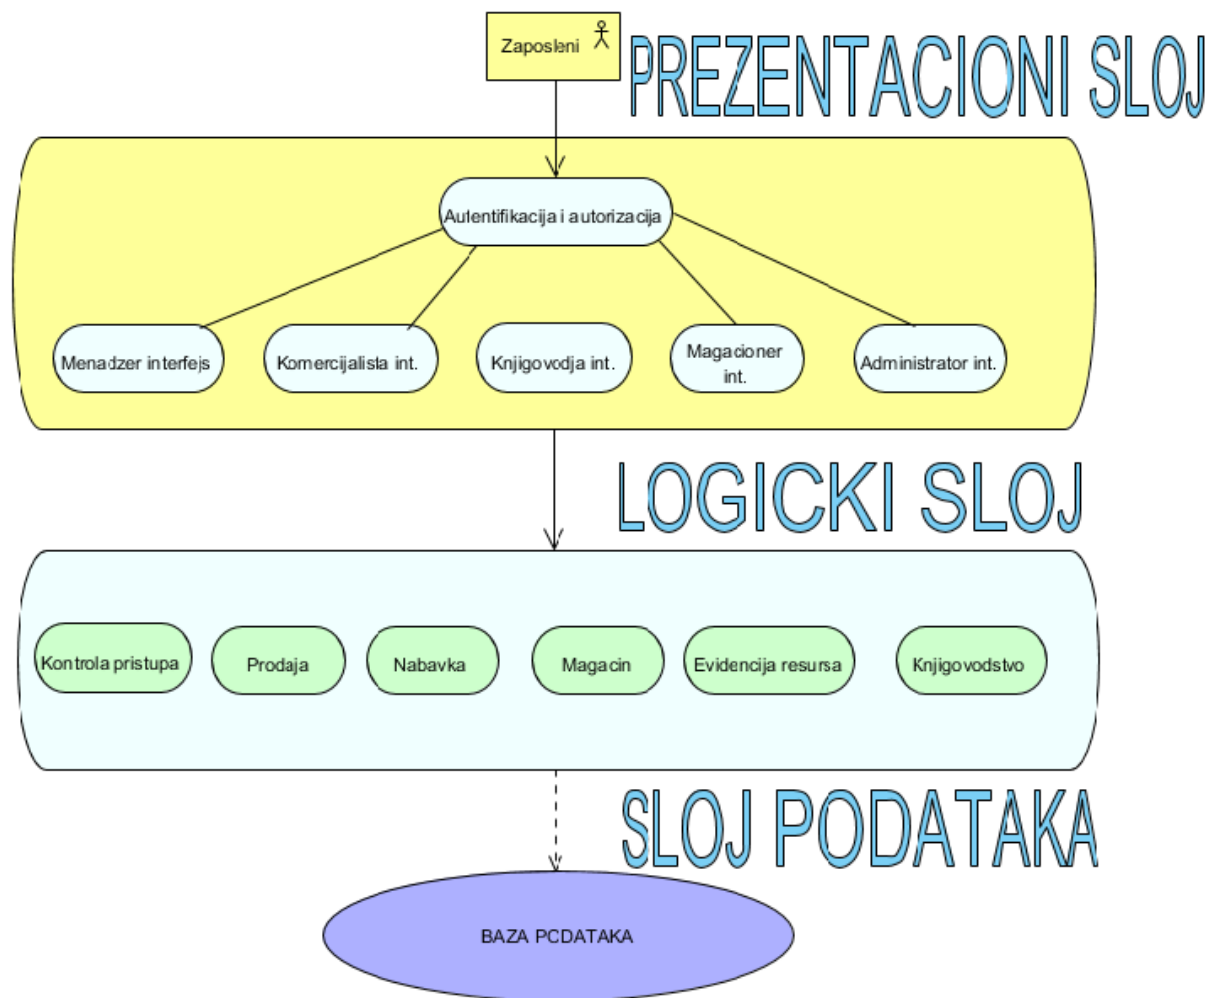 Zaposleni
PREZENTACIONI SLOJ
Autentifikacija i autorizacija
Menadzer interfejs
Komercijalista int.
Knjigovodja int.
Magacioner
int.
Administrator int.
LOGICKI SLOJ
Kontrola pristupa
Prodaja
Nabavka
Magacin
Evidencija resursa
Knjigovodstvo
SLOJ PODATAKA
BAZA PODATAKA